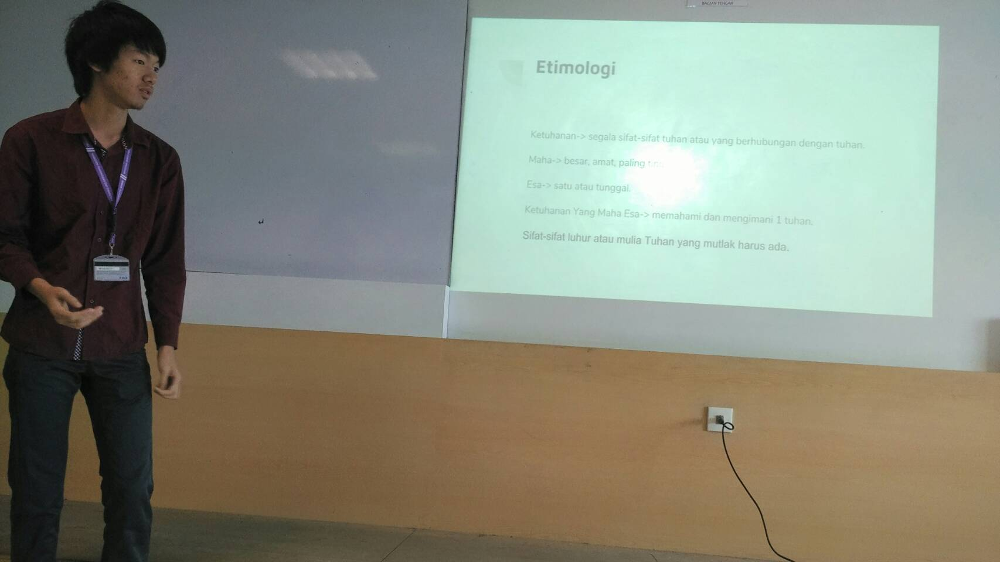 BAGIAN TENGAH
Etimologi
Ketuhanan-> segala sifat-sifat tuhan atau yang berhubungan dengan tuhan.
Maha-> besar, amat, paling
Esa-> satu atau tunggal.
Ketuhanan Yang Maha Esa-> memahami dan mengimani 1 tuhan.
Sifat-sifat luhur atau mulia Tuhan yang mutlak harus ada.